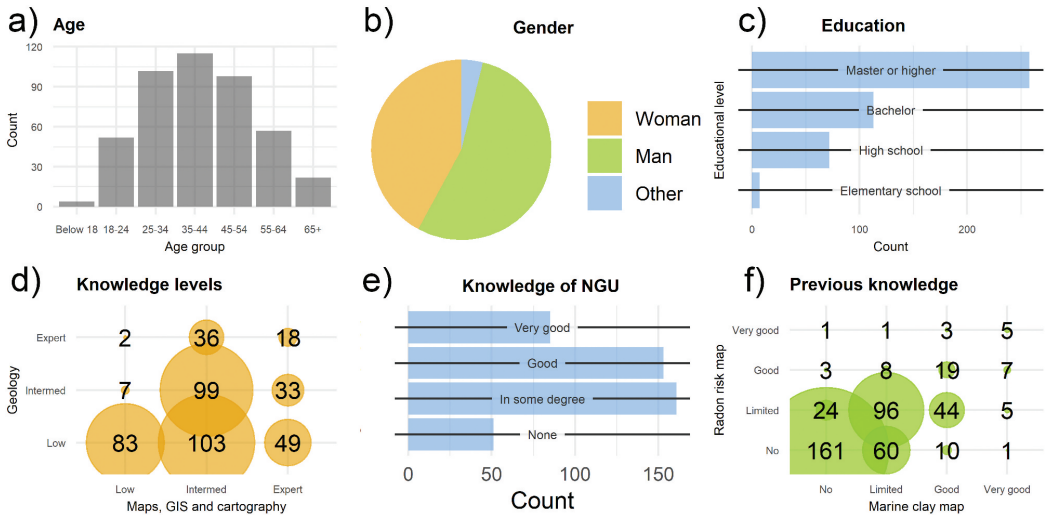 a) Age
120
90
60
30
0
Count
Below 18 18-24 25-34 35-44 45-54 55-64 65+
Age group
b) Gender
Woman
Man
Other
c) Education
Educational level
Master or higher
Bachelor
High school
Elementary school
0 100 200
Count
d) Knowledge levels
Geology
Expert 2 36 18
Intermed 7 99 33
Low 83 103 49
Low Intermed Expert
Maps, GIS and cartography
e) Knowledge of NGU
Very good
Good
In some degree
None
0 50 100 150
Count
f) Previous knowledge
Radon risk map
Very good 1 1 3 5
Good 3 8 19 7
Limited 24 96 44 5
No 161 60 10 1
No Limited Good Very good
Marine clay map